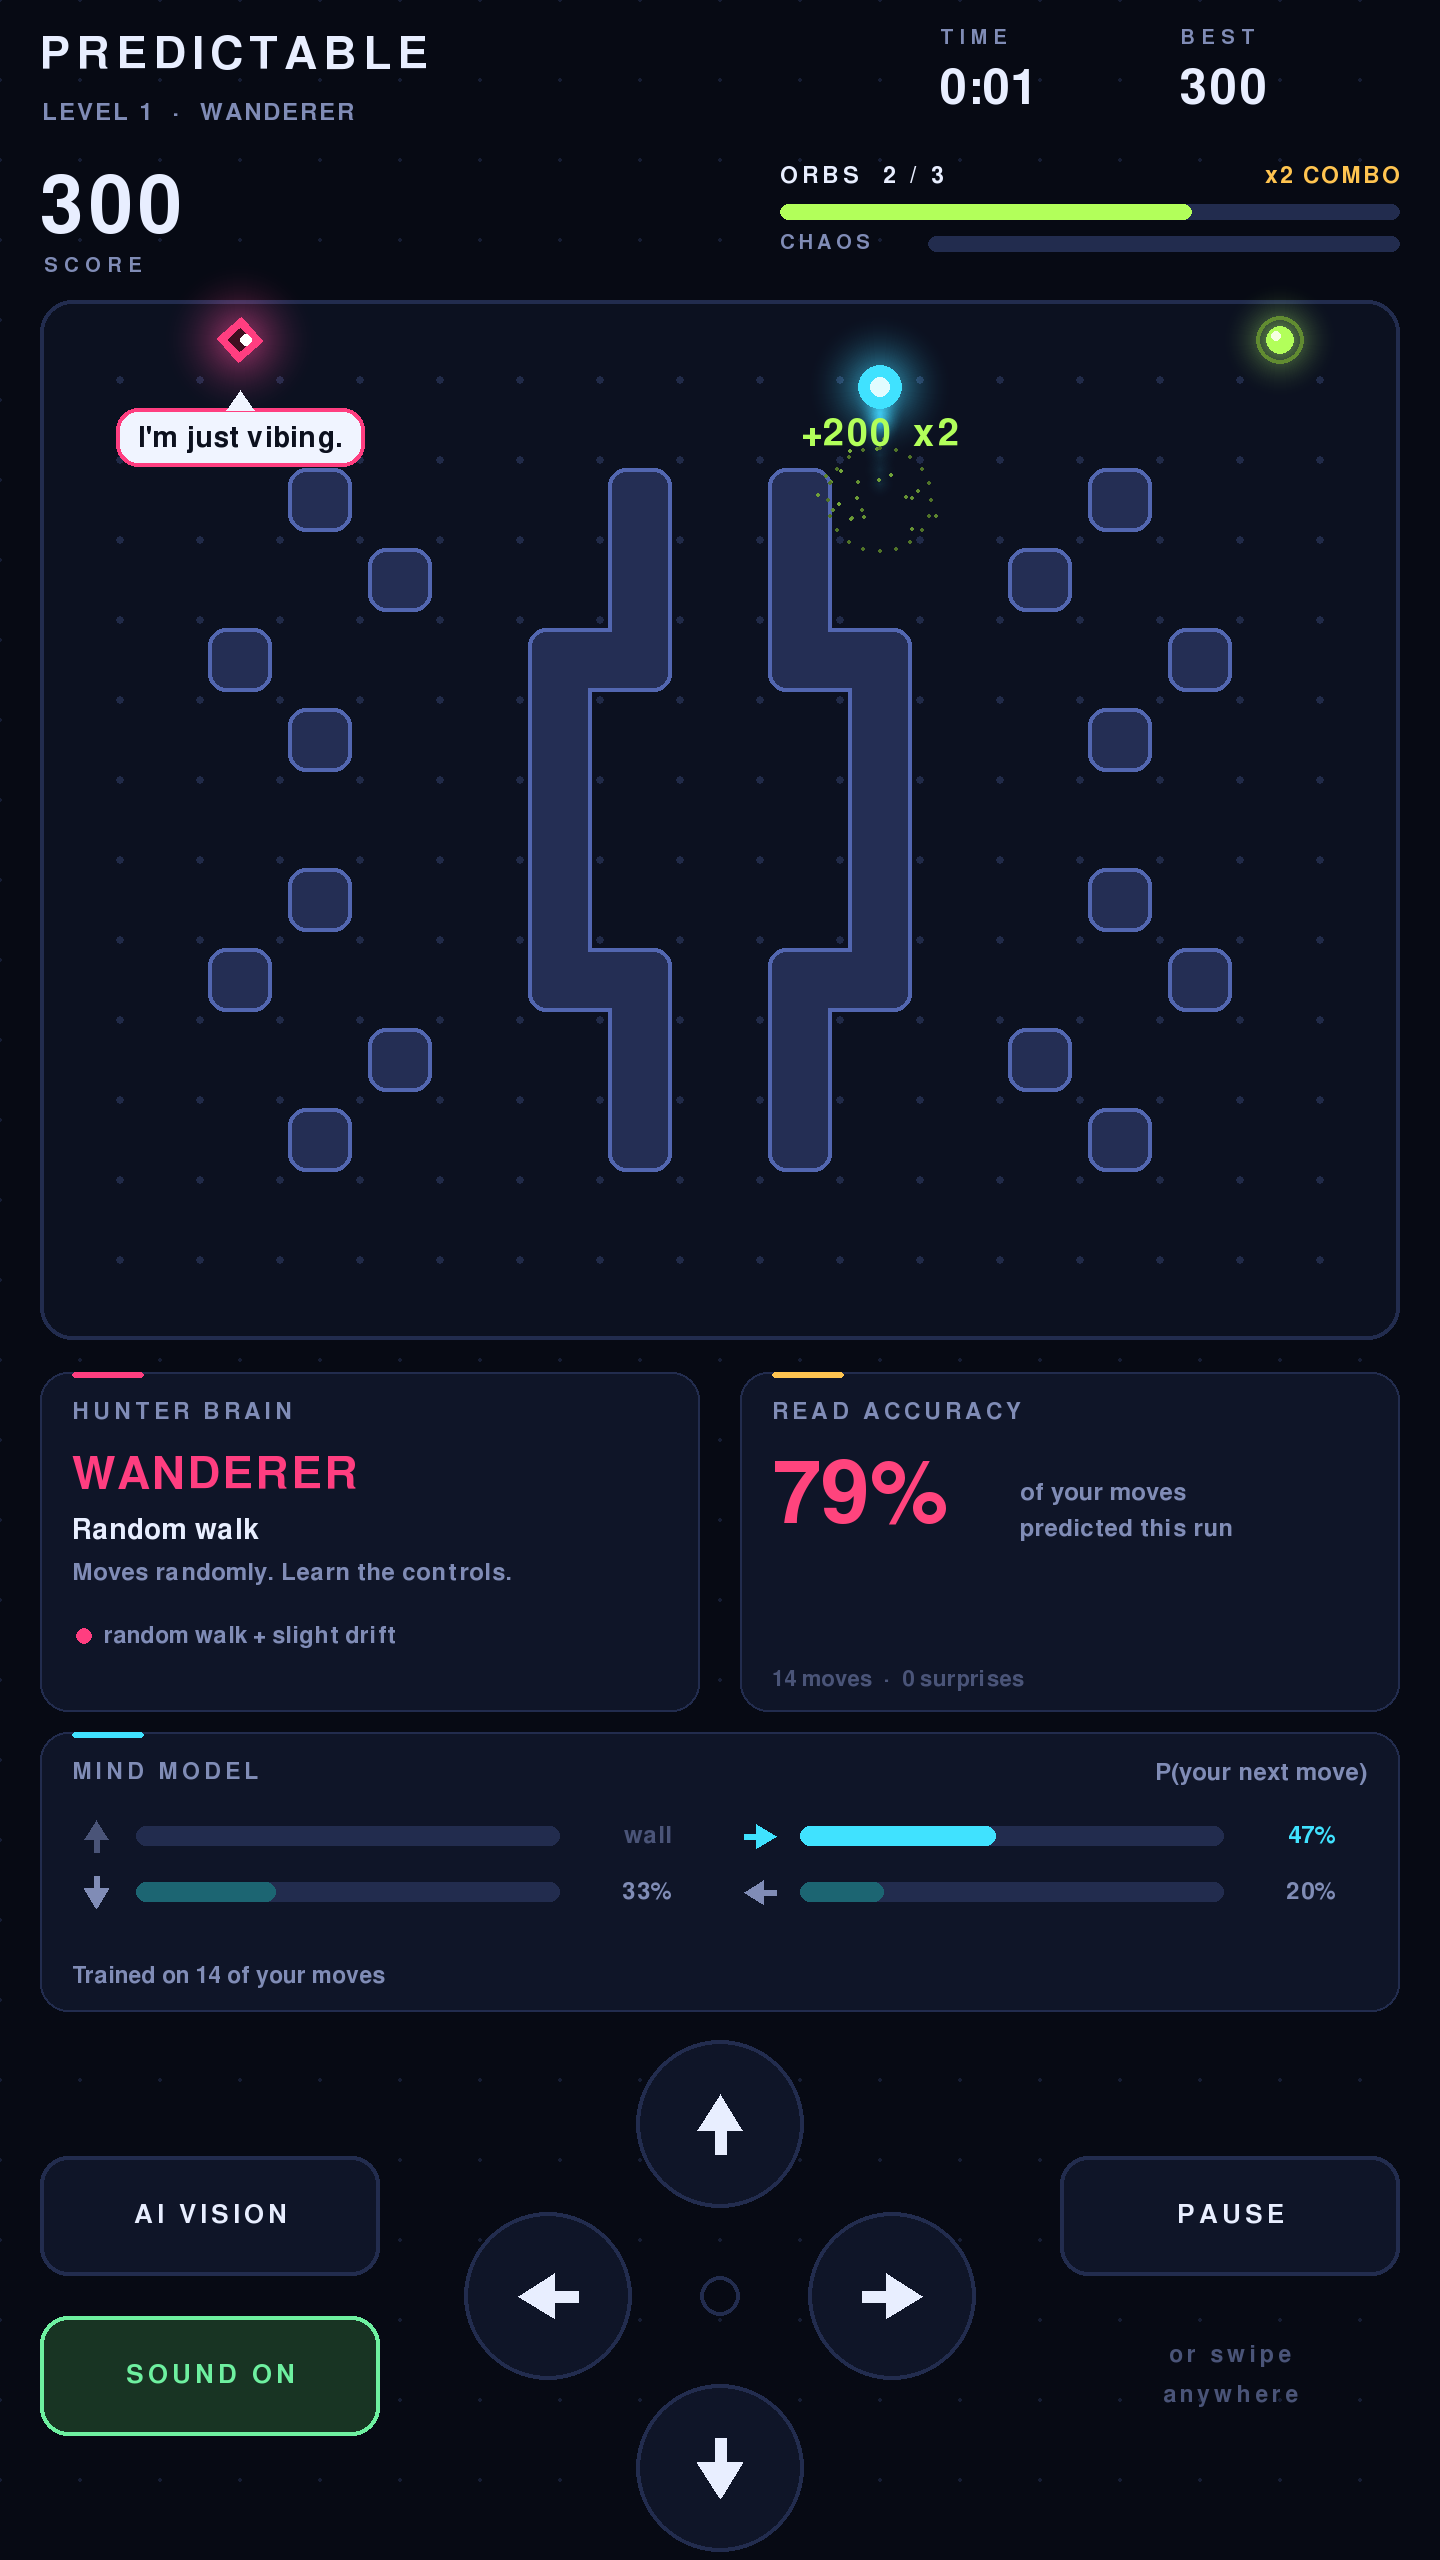 PREDICTABLE
LEVEL 1 · WANDERER
TIME
0:01
BEST
300
300
SCORE
ORBS 2 / 3
x2 COMBO
CHAOS
I'm just vibing.
+200 x2
HUNTER BRAIN
WANDERER
Random walk
Moves randomly. Learn the controls.
random walk + slight drift
READ ACCURACY
79%
of your moves
predicted this run
14 moves · 0 surprises
MIND MODEL
P(your next move)
wall
47%
33%
20%
Trained on 14 of your moves
AI VISION
SOUND ON
PAUSE
or swipe
anywhere